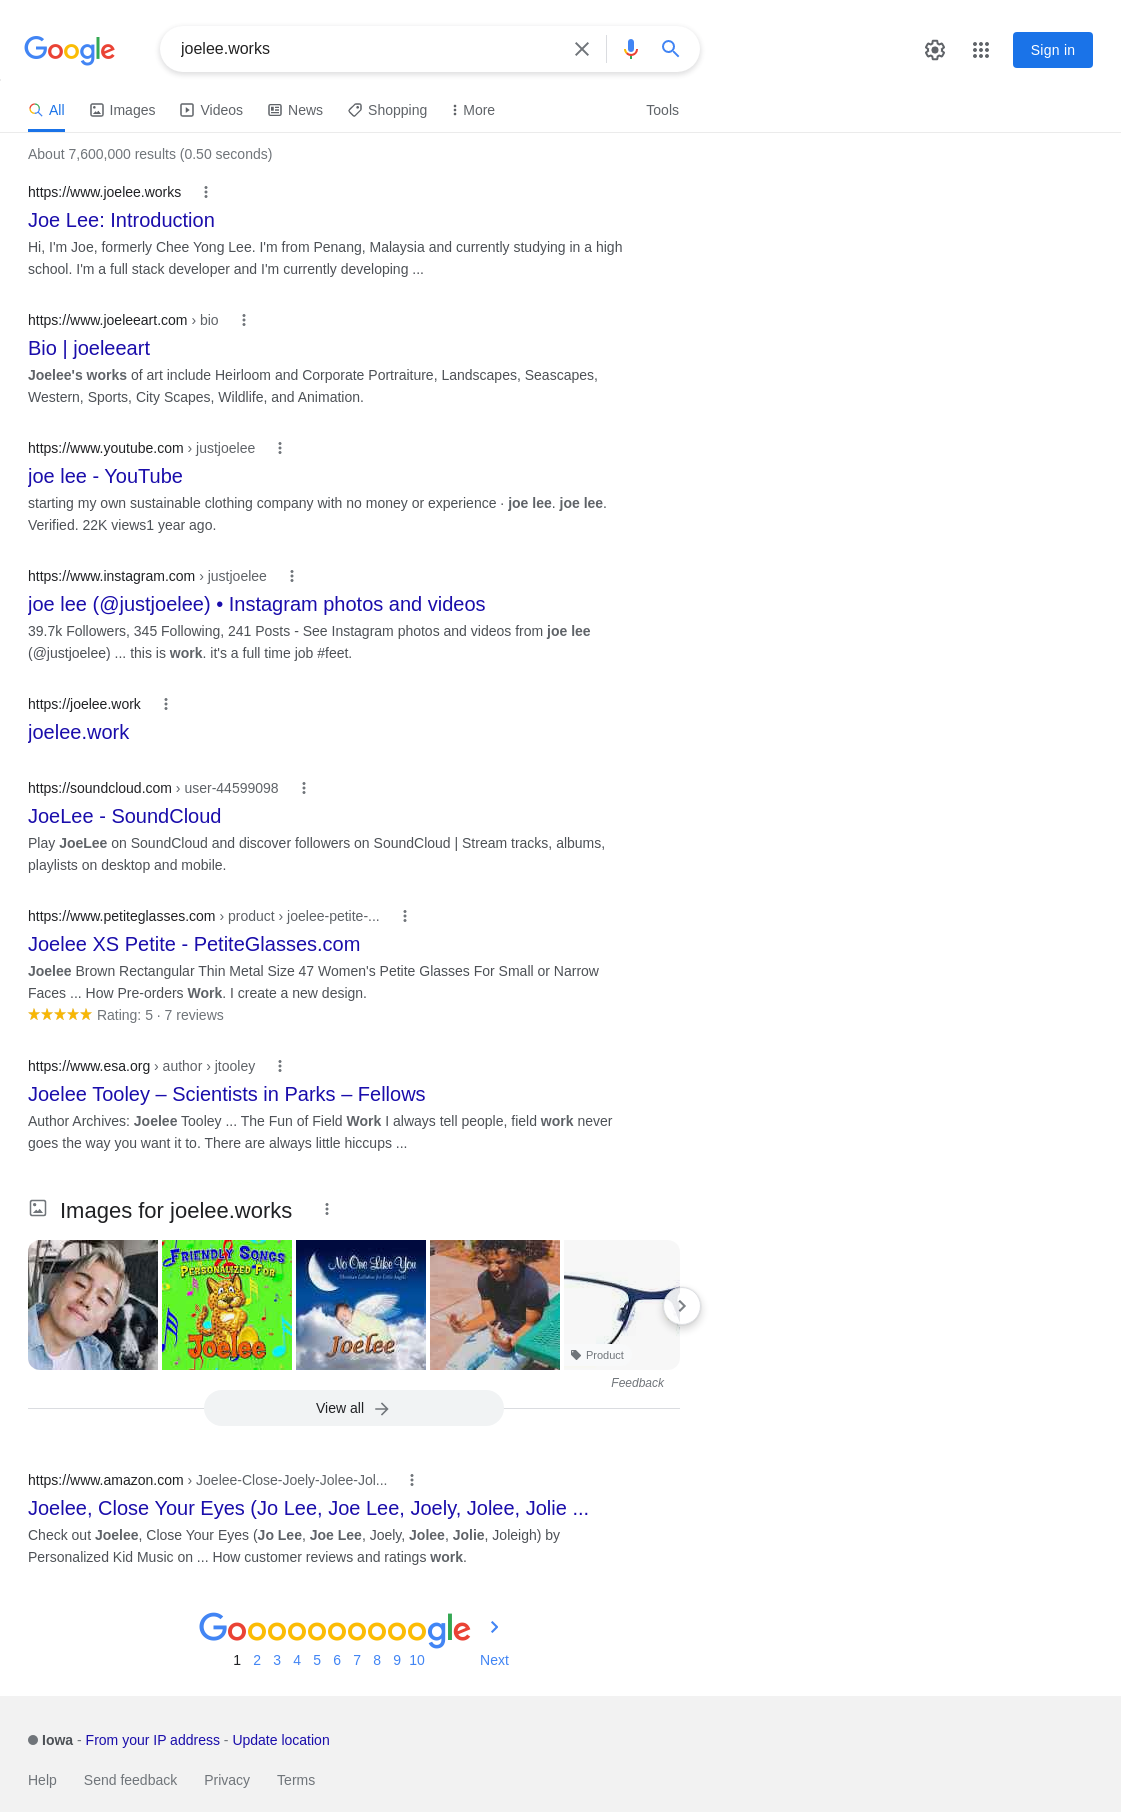 Google
joelee.works
Sign in
All
Images
Videos
News
Shopping
More
Tools
About 7,600,000 results (0.50 seconds)
https://www.joelee.works
Joe Lee: Introduction
Hi, I'm Joe, formerly Chee Yong Lee. I'm from Penang, Malaysia and currently studying in a high
school. I'm a full stack developer and I'm currently developing ...
https://www.joeleeart.com › bio
Bio | joeleeart
Joelee's works of art include Heirloom and Corporate Portraiture, Landscapes, Seascapes,
Western, Sports, City Scapes, Wildlife, and Animation.
https://www.youtube.com › justjoelee
joe lee - YouTube
starting my own sustainable clothing company with no money or experience · joe lee. joe lee.
Verified. 22K views1 year ago.
https://www.instagram.com › justjoelee
joe lee (@justjoelee) • Instagram photos and videos
39.7k Followers, 345 Following, 241 Posts - See Instagram photos and videos from joe lee
(@justjoelee) ... this is work. it's a full time job #feet.
https://joelee.work
joelee.work
https://soundcloud.com › user-44599098
JoeLee - SoundCloud
Play JoeLee on SoundCloud and discover followers on SoundCloud | Stream tracks, albums,
playlists on desktop and mobile.
https://www.petiteglasses.com › product › joelee-petite-...
Joelee XS Petite - PetiteGlasses.com
Joelee Brown Rectangular Thin Metal Size 47 Women's Petite Glasses For Small or Narrow
Faces ... How Pre-orders Work. I create a new design.
Rating: 5 · 7 reviews
https://www.esa.org › author › jtooley
Joelee Tooley – Scientists in Parks – Fellows
Author Archives: Joelee Tooley ... The Fun of Field Work I always tell people, field work never
goes the way you want it to. There are always little hiccups ...
Images for joelee.works
FRIENDLY SONGS
PERSONALIZED FOR
Joelee
No One Like You
Christian Lullabies for Little Angels
Joelee
Product
Feedback
View all
https://www.amazon.com › Joelee-Close-Joely-Jolee-Jol...
Joelee, Close Your Eyes (Jo Lee, Joe Lee, Joely, Jolee, Jolie ...
Check out Joelee, Close Your Eyes (Jo Lee, Joe Lee, Joely, Jolee, Jolie, Joleigh) by
Personalized Kid Music on ... How customer reviews and ratings work.
Goooooooooogle
1 2 3 4 5 6 7 8 9 10 Next
Iowa - From your IP address - Update location
Help Send feedback Privacy Terms